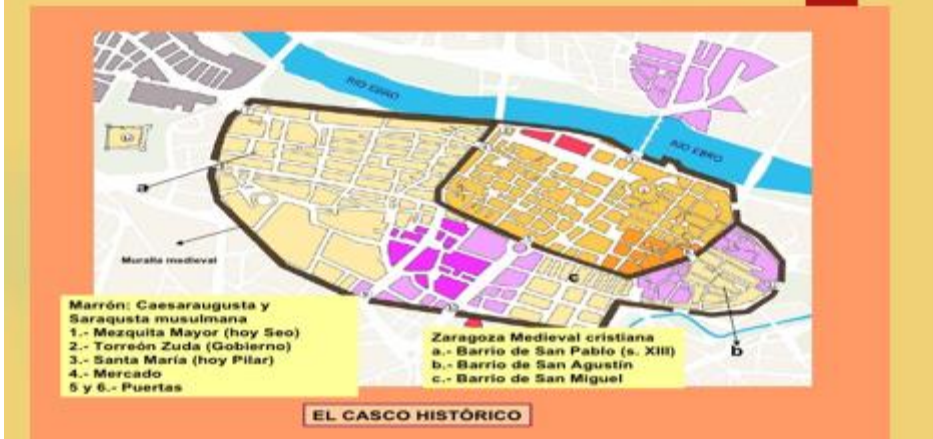 RIO EBRO
RIO EBRO
a
Muralla medieval
c
b
Marrón: Caesaraugusta y
Saraqusta musulmana
1.- Mezquita Mayor (hoy Seo)
2.- Torreón Zuda (Gobierno)
3.- Santa María (hoy Pilar)
4.- Mercado
5 y 6.- Puertas
Zaragoza Medieval cristiana
a.- Barrio de San Pablo (s. XIII)
b.- Barrio de San Agustín
c.- Barrio de San Miguel
EL CASCO HISTÓRICO